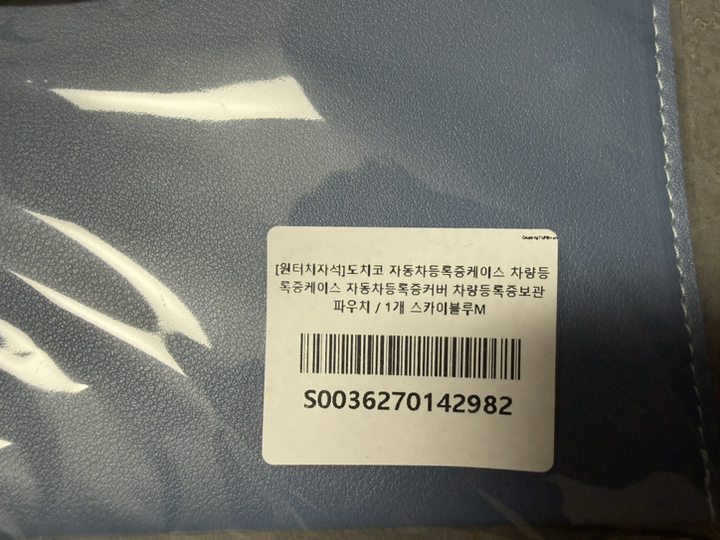 [원터치자석]도치코 자동차등록증케이스 차량등
록증케이스 자동차등록증커버 차량등록증보관
파우치 / 1개 스카이블루M
S0036270142982